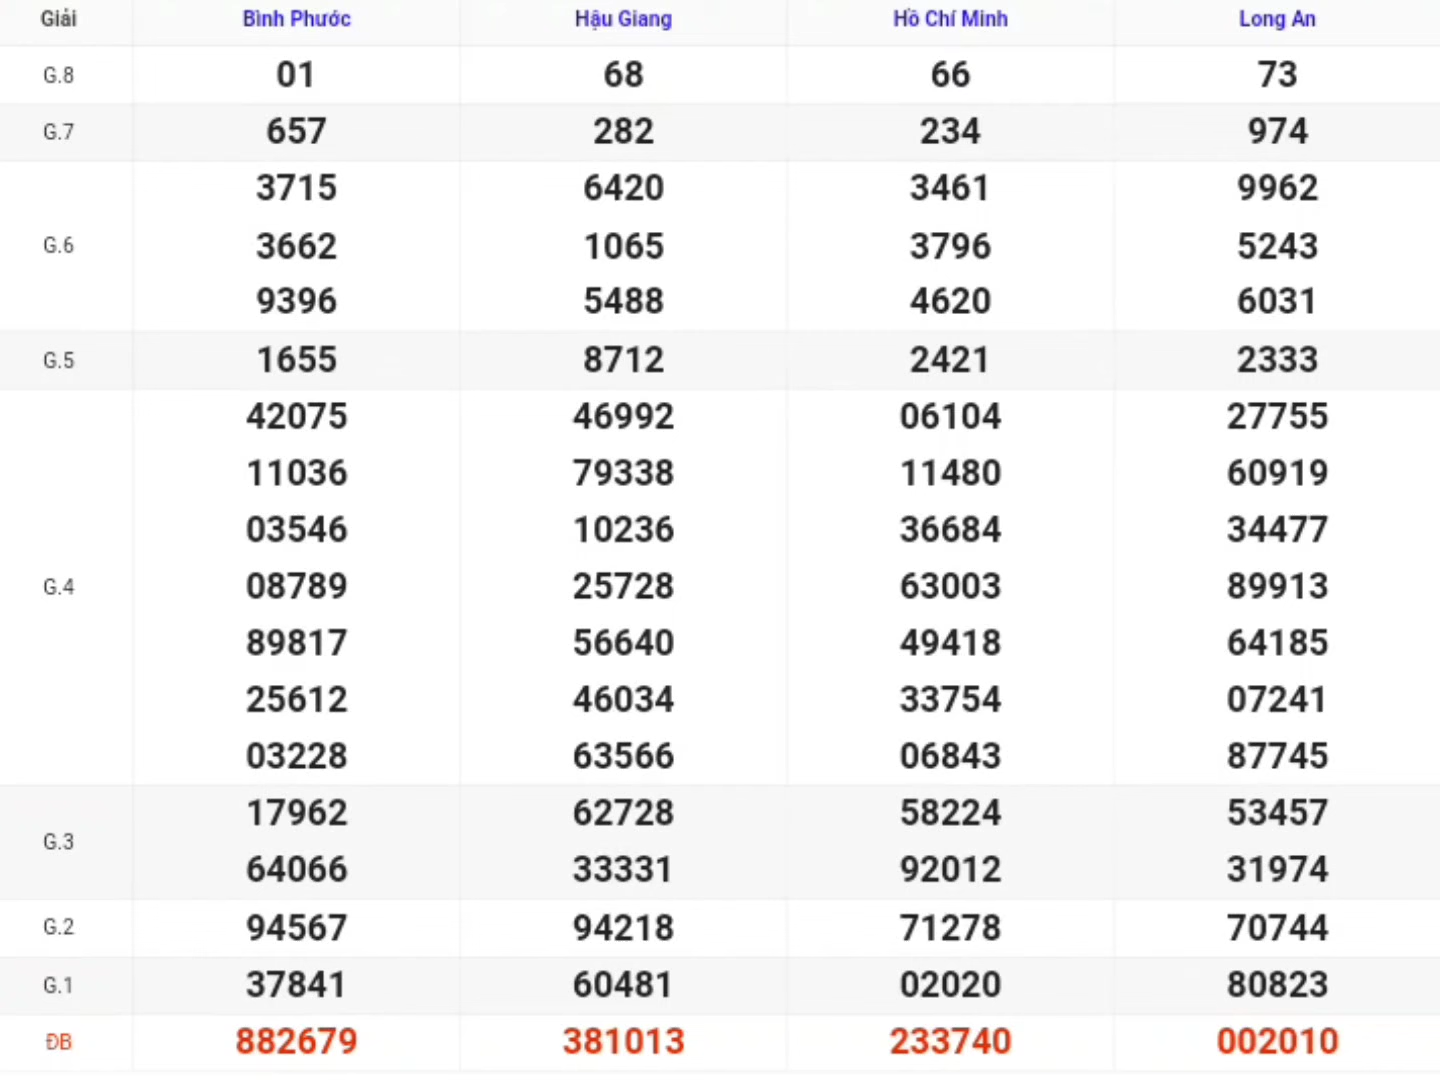 Giải Bình Phước Hậu Giang Hồ Chí Minh Long An
G.8 01 68 66 73
G.7 657 282 234 974
3715 6420 3461 9962
G.6 3662 1065 3796 5243
9396 5488 4620 6031
G.5 1655 8712 2421 2333
42075 46992 06104 27755
11036 79338 11480 60919
03546 10236 36684 34477
G.4 08789 25728 63003 89913
89817 56640 49418 64185
25612 46034 33754 07241
03228 63566 06843 87745
17962 62728 58224 53457
G.3
64066 33331 92012 31974
G.2 94567 94218 71278 70744
G.1 37841 60481 02020 80823
ĐB 882679 381013 233740 002010